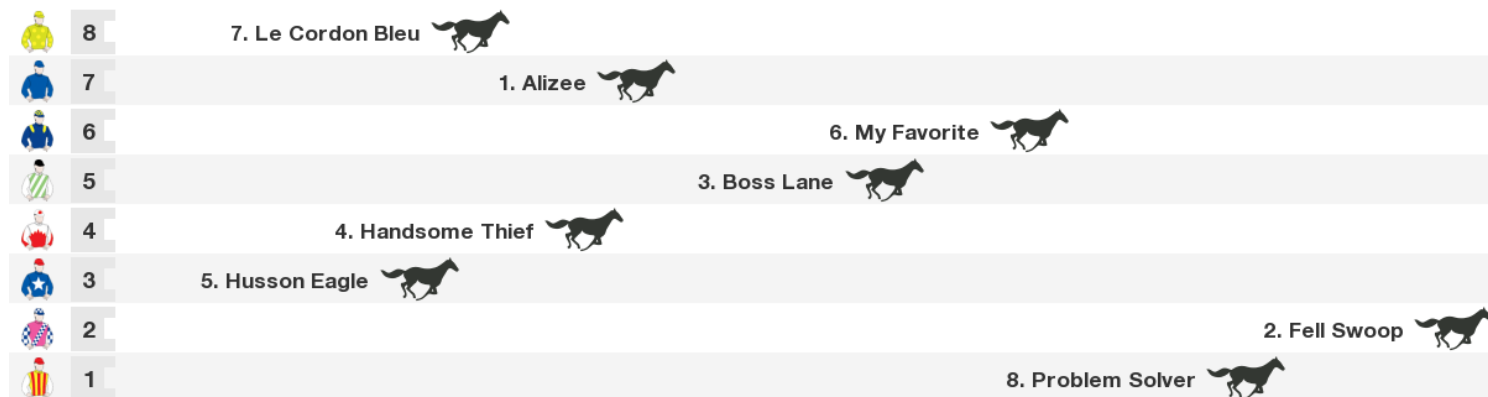 8 7. Le Cordon Bleu
7 1. Alizee
6 6. My Favorite
5 3. Boss Lane
4 4. Handsome Thief
3 5. Husson Eagle
2 2. Fell Swoop
1 8. Problem Solver